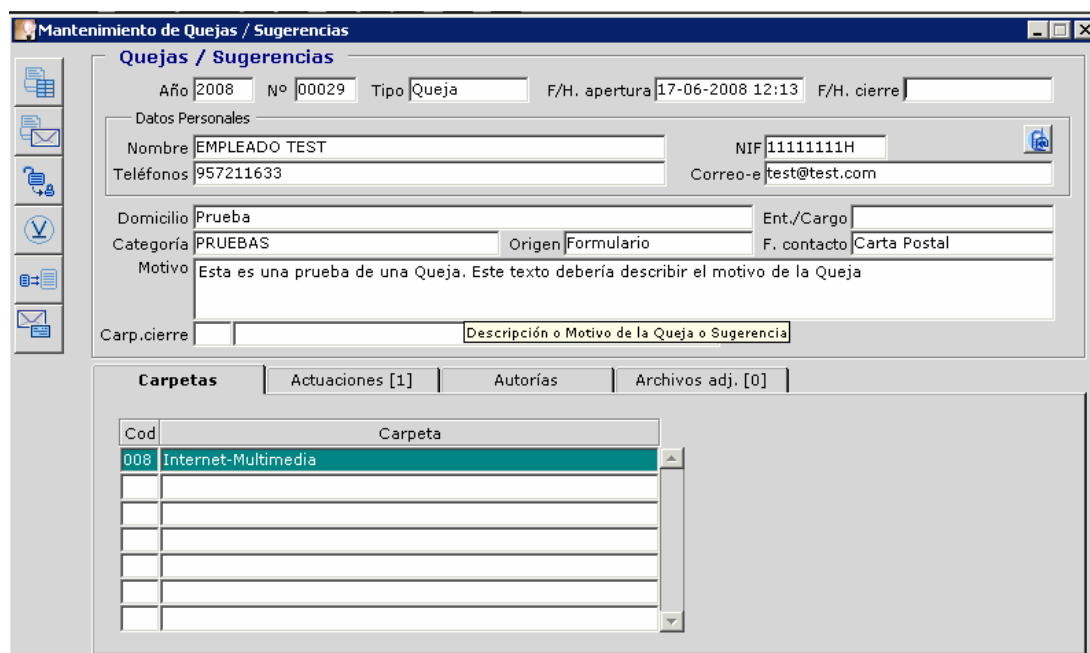 Mantenimiento de Quejas / Sugerencias
Quejas / Sugerencias
Año 2008 Nº 00029 Tipo Queja F/H. apertura 17-06-2008 12:13 F/H. cierre
Datos Personales
Nombre EMPLEADO TEST NIF 11111111H
Teléfonos 957211633 Correo-e test@test.com
Domicilio Prueba Ent./Cargo
Categoría PRUEBAS Origen Formulario F. contacto Carta Postal
Motivo Esta es una prueba de una Queja. Este texto debería describir el motivo de la Queja
Carp.cierre Descripción o Motivo de la Queja o Sugerencia
Carpetas Actuaciones [1] Autorías Archivos adj. [0]
Cod Carpeta
008 Internet-Multimedia